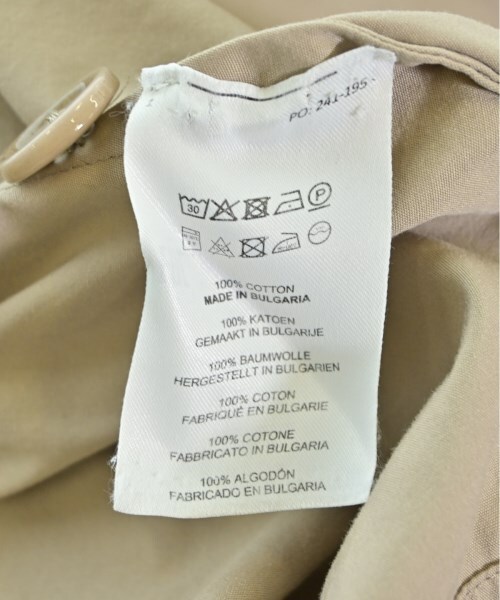 PO: 241-195
30
P
100% COTTON
MADE IN BULGARIA
100% KATOEN
GEMAAKT IN BULGARIJE
100% BAUMWOLLE
HERGESTELLT IN BULGARIEN
100% COTON
FABRIQUÉ EN BULGARIE
100% COTONE
FABBRICATO IN BULGARIA
100% ALGODÓN
FABRICADO EN BULGARIA